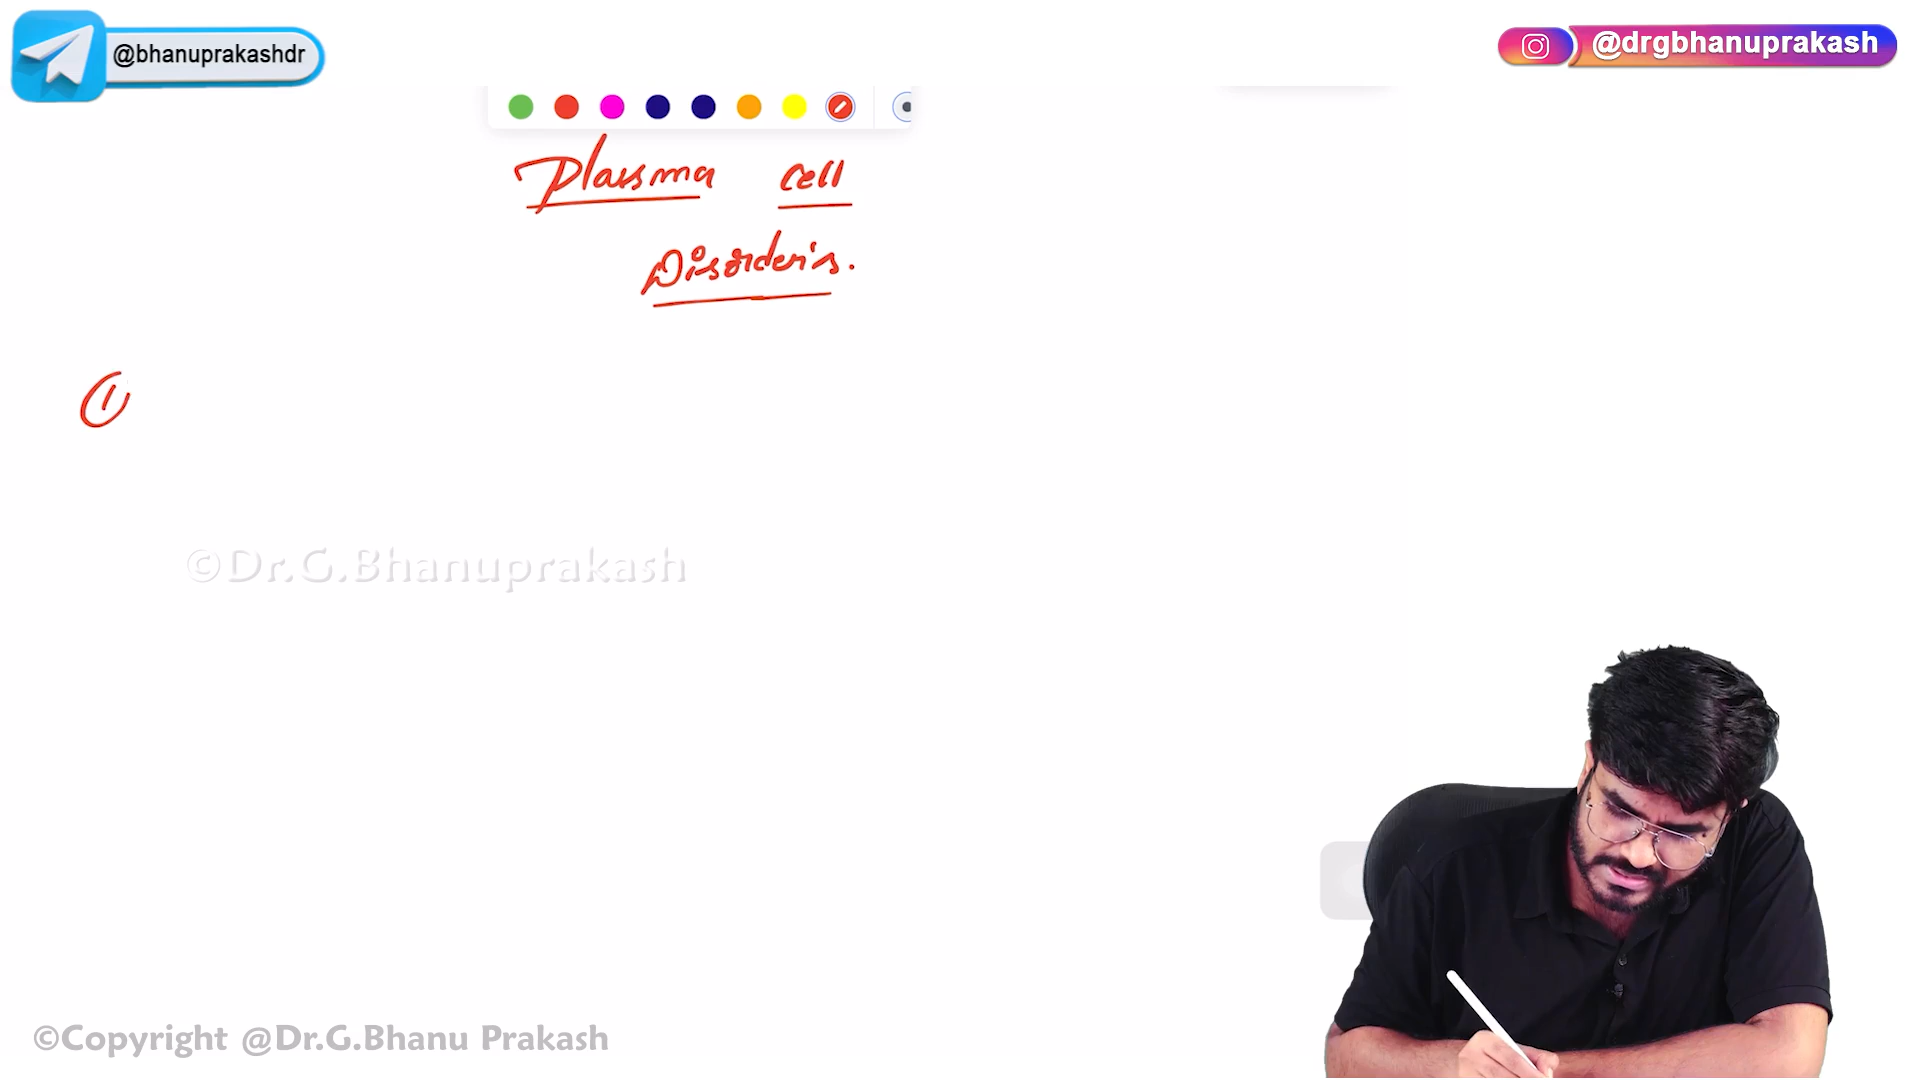 @bhanuprakashdr
@drgbhanuprakash
Plasma cell
Disorders.
1
©Dr.G.Bhanuprakash
©Copyright @Dr.G.Bhanu Prakash